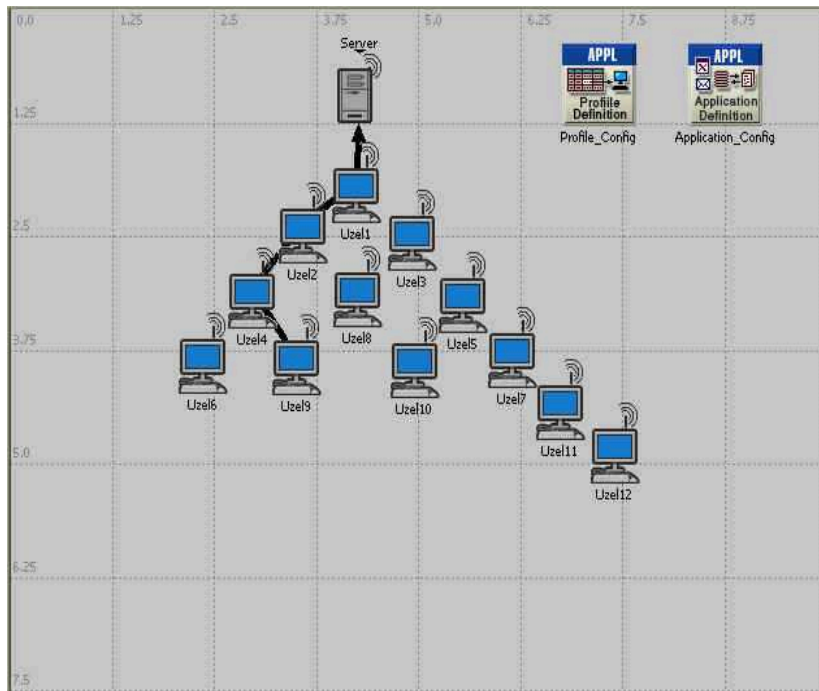 0.0 1.25 2.5 3.75 5.0 6.25 7.5 8.75
Server
APPL
Profile
Definition
Profile_Config
APPL
Application
Definition
Application_Config
1.25
Uzel1
2.5
Uzel2
Uzel3
Uzel4
Uzel8
Uzel5
3.75
Uzel6
Uzel9
Uzel10
Uzel7
Uzel11
5.0
Uzel12
6.25
7.5